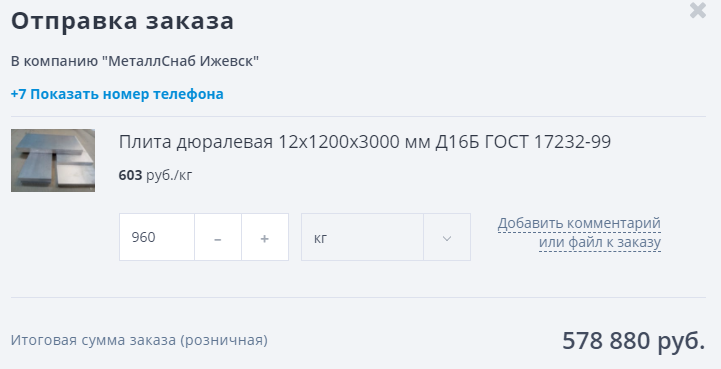 Отправка заказа
В компанию "МеталлСнаб Ижевск"
+7 Показать номер телефона
Плита дюралевая 12х1200х3000 мм Д16Б ГОСТ 17232-99
603 руб./кг
960 – + кг
Добавить комментарий
или файл к заказу
Итоговая сумма заказа (розничная)
578 880 руб.